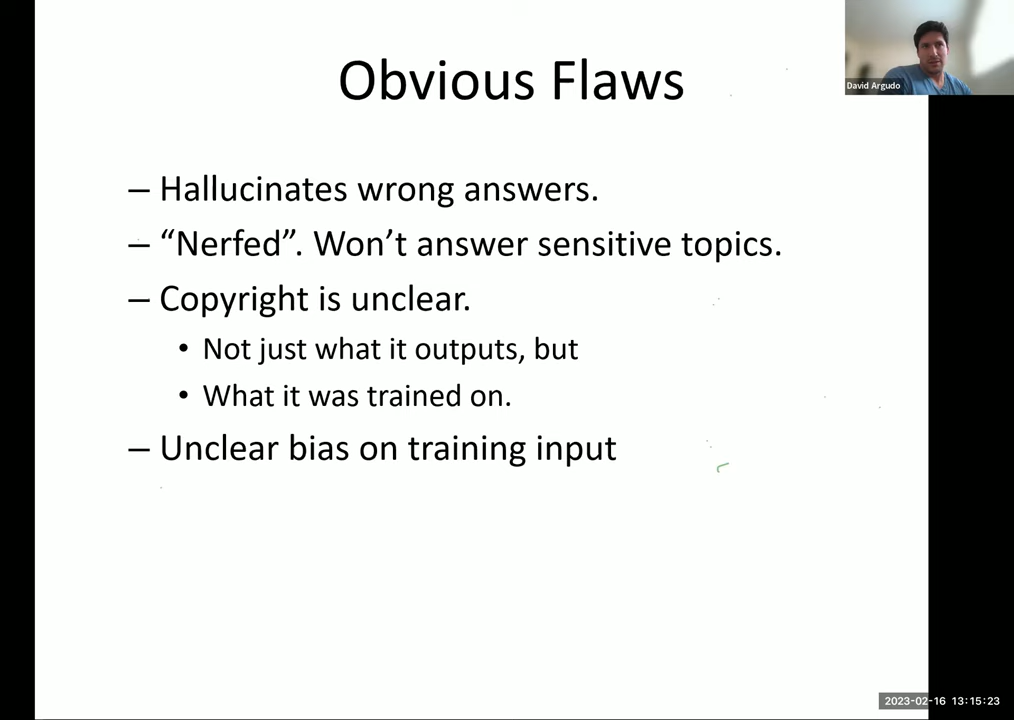 Obvious Flaws
David Argudo
– Hallucinates wrong answers.
– “Nerfed”. Won’t answer sensitive topics.
– Copyright is unclear.
• Not just what it outputs, but
• What it was trained on.
– Unclear bias on training input
2023-02-16 13:15:23